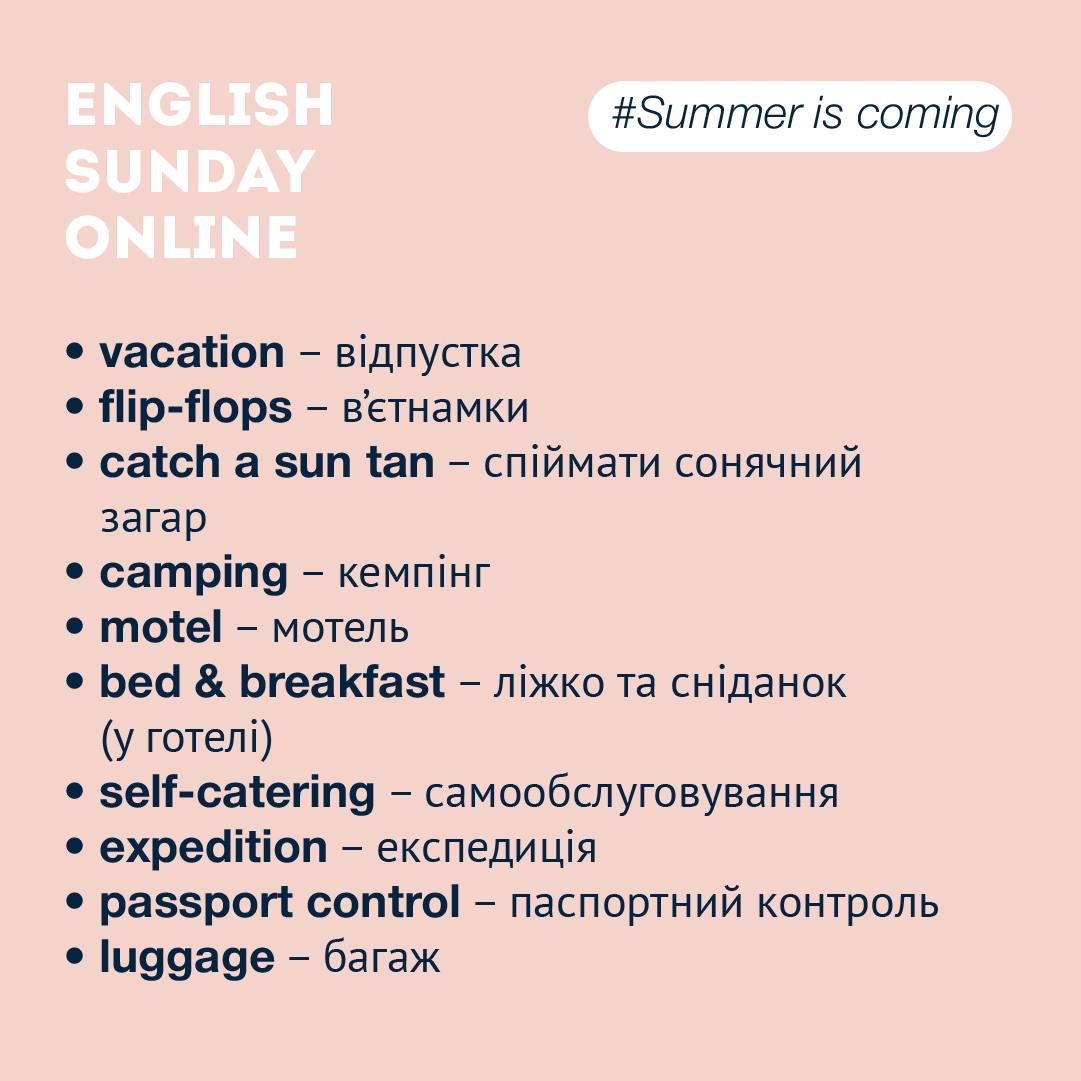 ENGLISH
SUNDAY
ONLINE
#Summer is coming
• vacation – відпустка
• flip-flops – в’єтнамки
• catch a sun tan – спіймати сонячний
загар
• camping – кемпінг
• motel – мотель
• bed & breakfast – ліжко та сніданок
(у готелі)
• self-catering – самообслуговування
• expedition – експедиція
• passport control – паспортний контроль
• luggage – багаж